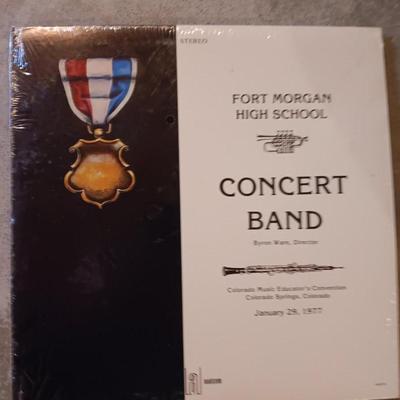 STEREO
FORT MORGAN
HIGH SCHOOL
CONCERT
BAND
Byron Ware, Director
Colorado Music Educator's Convention
Colorado Springs, Colorado
January 29, 1977